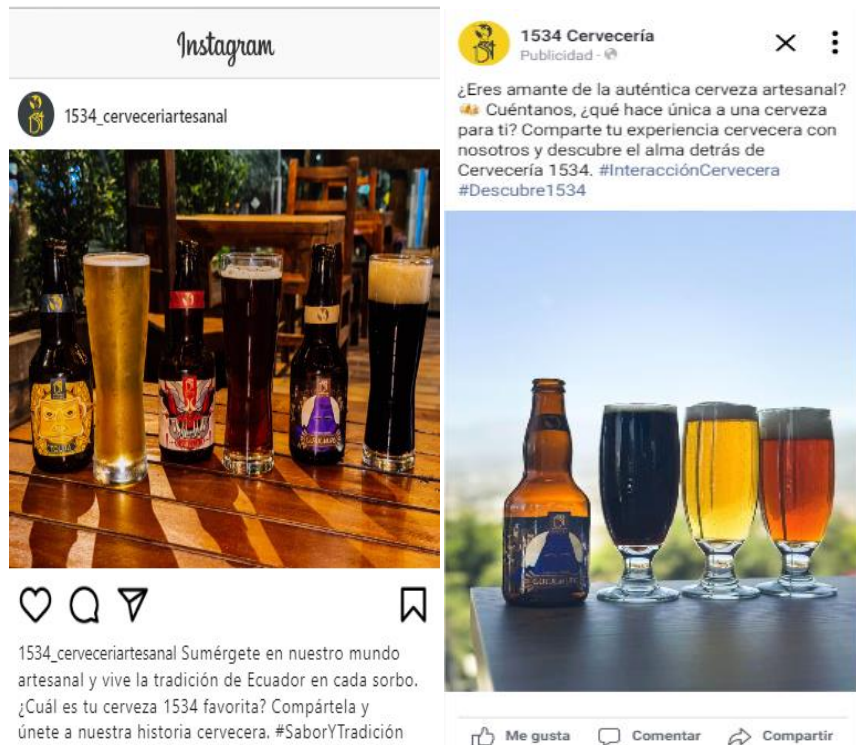 Instagram
1534_cerveceriartesanal
1534_cerveceriartesanal Sumérgete en nuestro mundo
artesanal y vive la tradición de Ecuador en cada sorbo.
¿Cuál es tu cerveza 1534 favorita? Compártela y
únete a nuestra historia cervecera. #SaborYTradición
1534 Cervecería
Publicidad ·
¿Eres amante de la auténtica cerveza artesanal?
🍻 Cuéntanos, ¿qué hace única a una cerveza
para ti? Comparte tu experiencia cervecera con
nosotros y descubre el alma detrás de
Cervecería 1534. #InteracciónCervecera
#Descubre1534
Me gusta Comentar Compartir